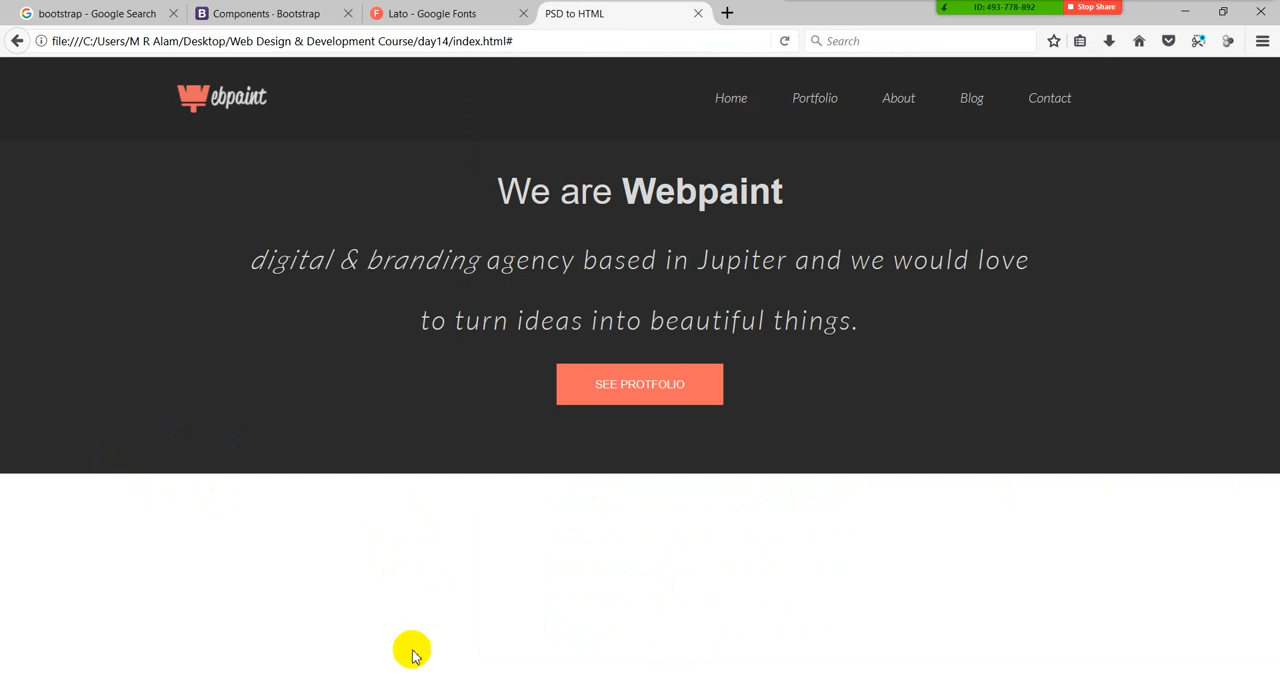 bootstrap - Google Search
Components · Bootstrap
Lato - Google Fonts
PSD to HTML
ID: 493-778-892
Stop Share
file:///C:/Users/M R Alam/Desktop/Web Design & Development Course/day14/index.html#
Search
ebpaint
Home
Portfolio
About
Blog
Contact
We are Webpaint
digital & branding agency based in Jupiter and we would love
to turn ideas into beautiful things.
SEE PROTFOLIO